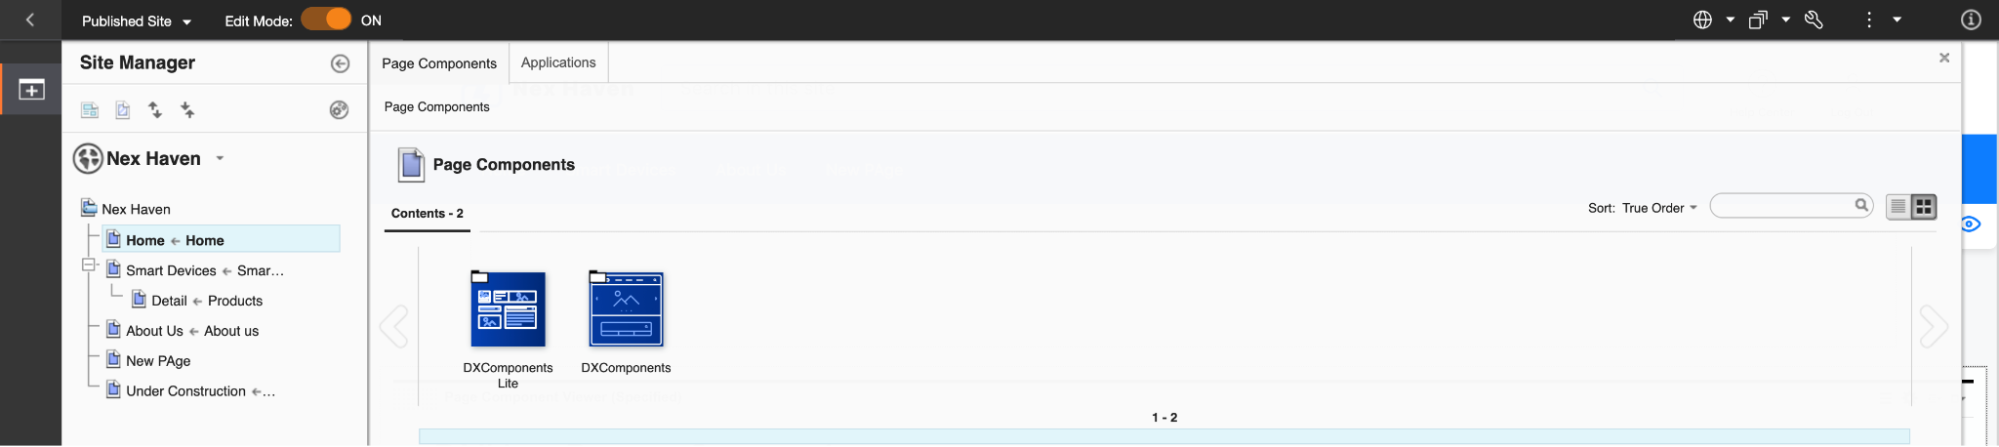 Published Site
Edit Mode:
ON
Site Manager
Nex Haven
Nex Haven
Home ← Home
Smart Devices ← Smar...
Detail ← Products
About Us ← About us
New PAge
Under Construction ←...
Page Components
Applications
Page Components
Page Components
Contents - 2
Sort: True Order
DXComponents
Lite
DXComponents
1 - 2